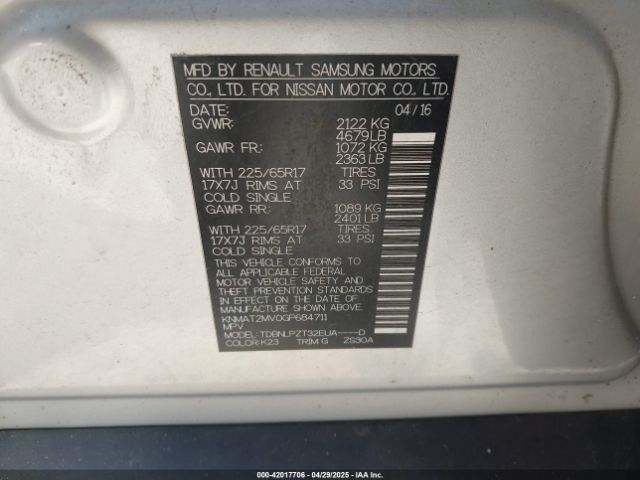 MFD BY RENAULT SAMSUNG MOTORS
CO., LTD. FOR NISSAN MOTOR CO., LTD.
DATE: 04/16
GVWR: 2122 KG
4679 LB
GAWR FR: 1072 KG
2363 LB
WITH 225/65R17 TIRES
17X7J RIMS AT 33 PSI
COLD SINGLE
GAWR RR: 1089 KG
2401 LB
WITH 225/65R17 TIRES
17X7J RIMS AT 33 PSI
COLD SINGLE
THIS VEHICLE CONFORMS TO
ALL APPLICABLE FEDERAL
MOTOR VEHICLE SAFETY AND
THEFT PREVENTION STANDARDS
IN EFFECT ON THE DATE OF
MANUFACTURE SHOWN ABOVE
KNMAT2MV0GP684711
MPV
MODEL: TDBNLPZT32EUA----D
COLOR: K23 TRIM G ZS30A
000-42017706 - 04/29/2025 - IAA Inc.